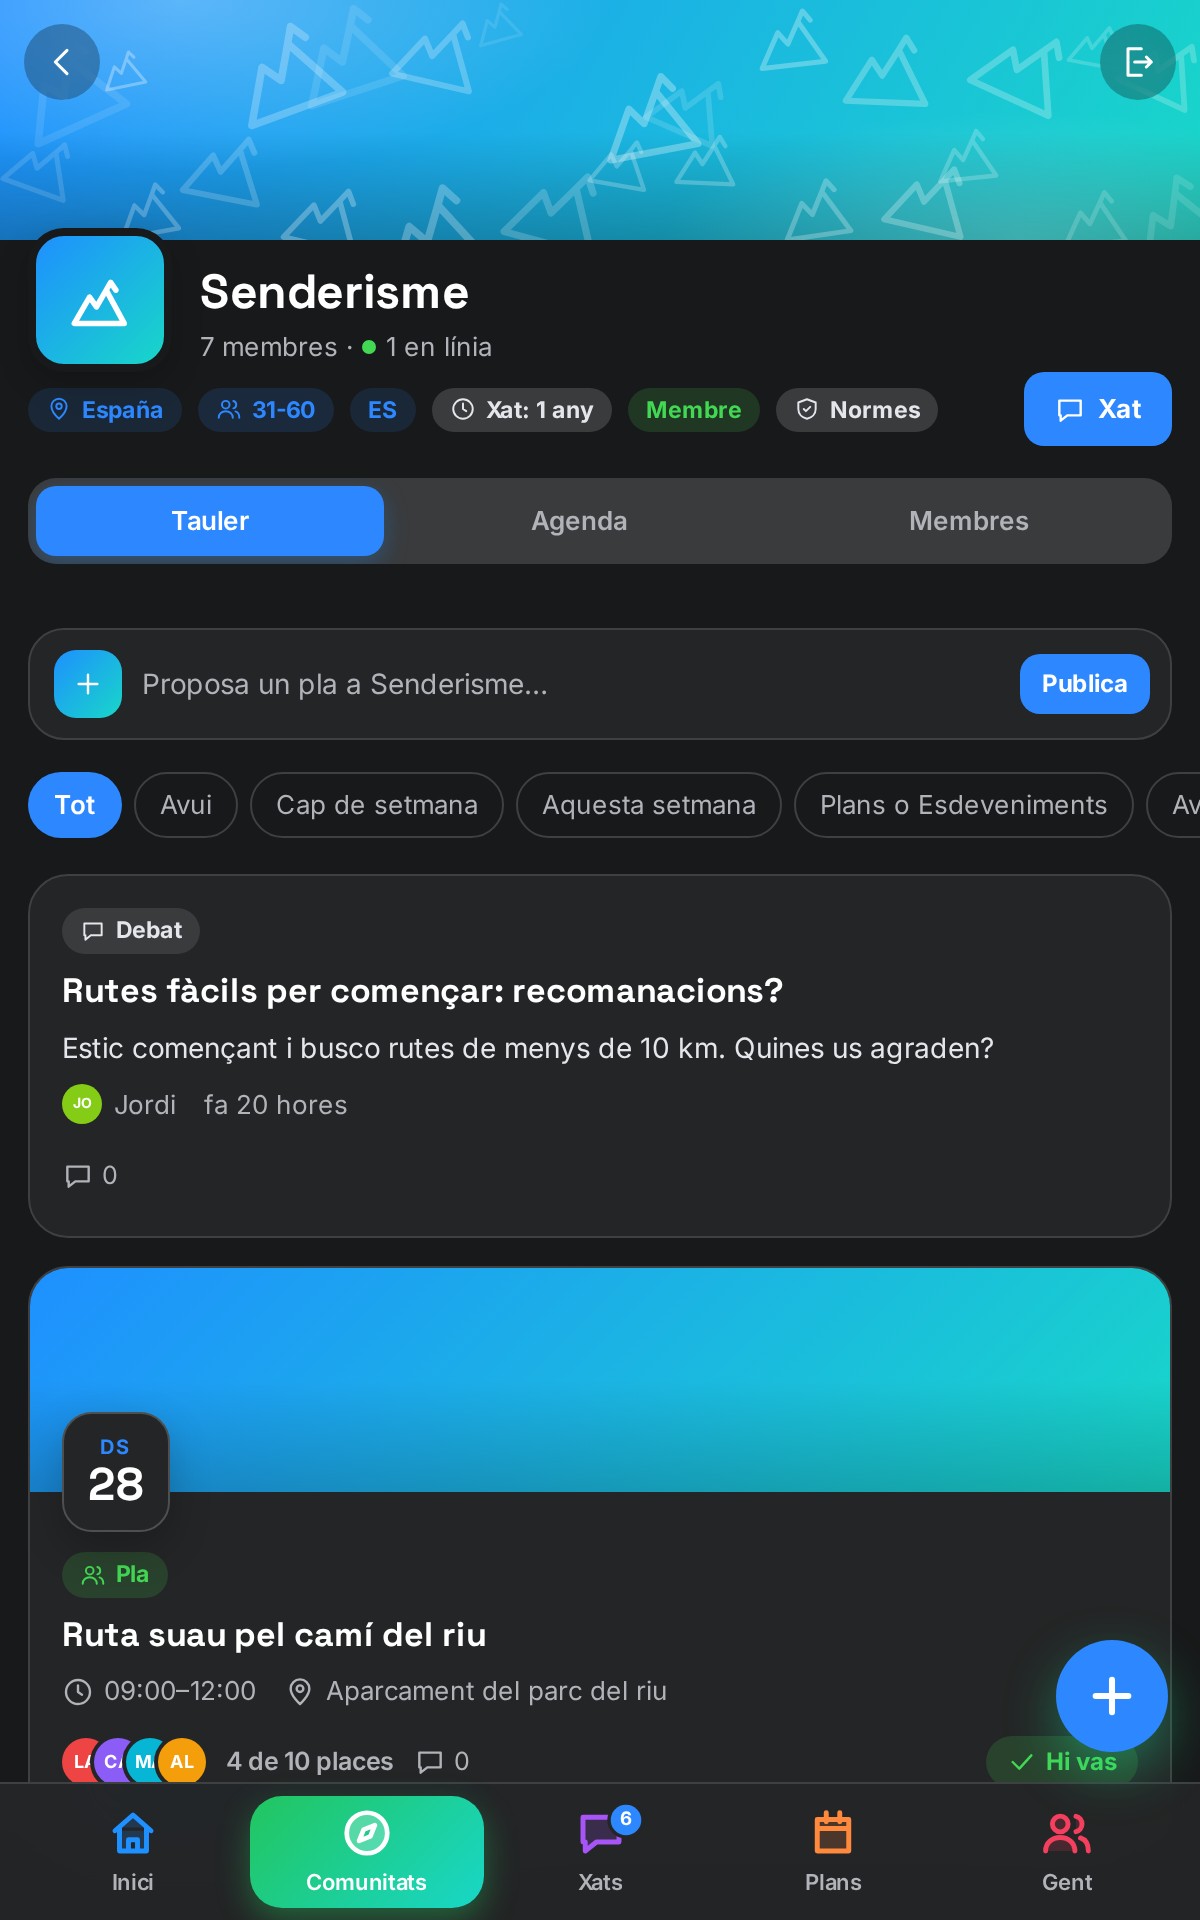 Senderisme
7 membres · 1 en línia
España
31-60
ES
Xat: 1 any
Membre
Normes
Xat
Tauler
Agenda
Membres
Proposa un pla a Senderisme...
Publica
Tot
Avui
Cap de setmana
Aquesta setmana
Plans o Esdeveniments
Debat
Rutes fàcils per començar: recomanacions?
Estic començant i busco rutes de menys de 10 km. Quines us agraden?
JO
Jordi
fa 20 hores
0
DS
28
Pla
Ruta suau pel camí del riu
09:00–12:00
Aparcament del parc del riu
AL
4 de 10 places
0
Hi vas
Inici
Comunitats
6
Xats
Plans
Gent